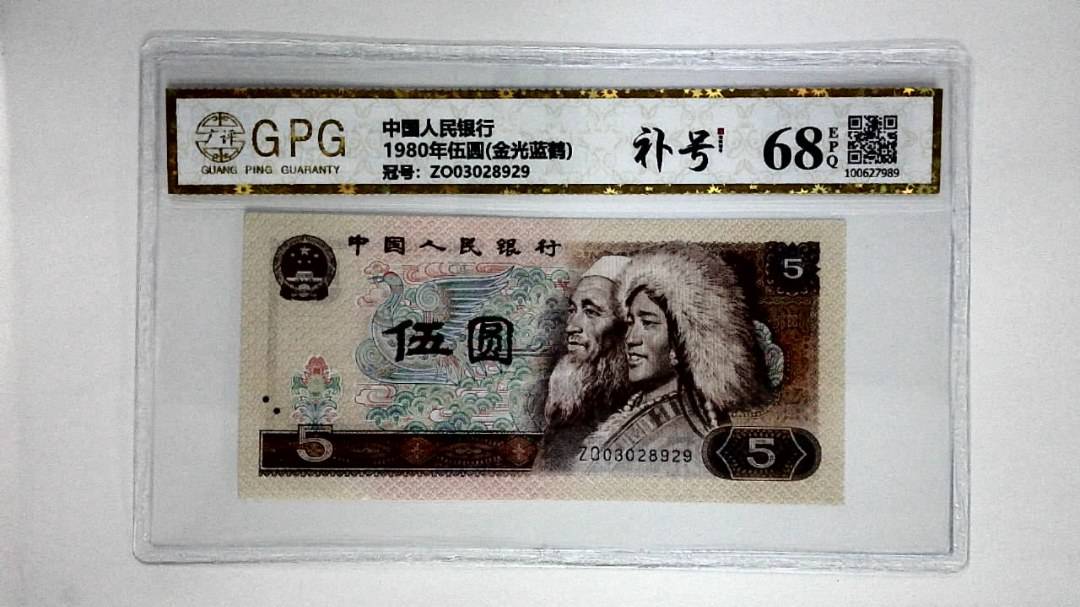 广评
GPG
GUANG PING GUARANTY
中国人民银行
1980年伍圆(金光蓝鹤)
冠号：ZO03028929
补号
68
EPQ
100627989
中国人民银行
5
伍圆
5
ZO03028929
5